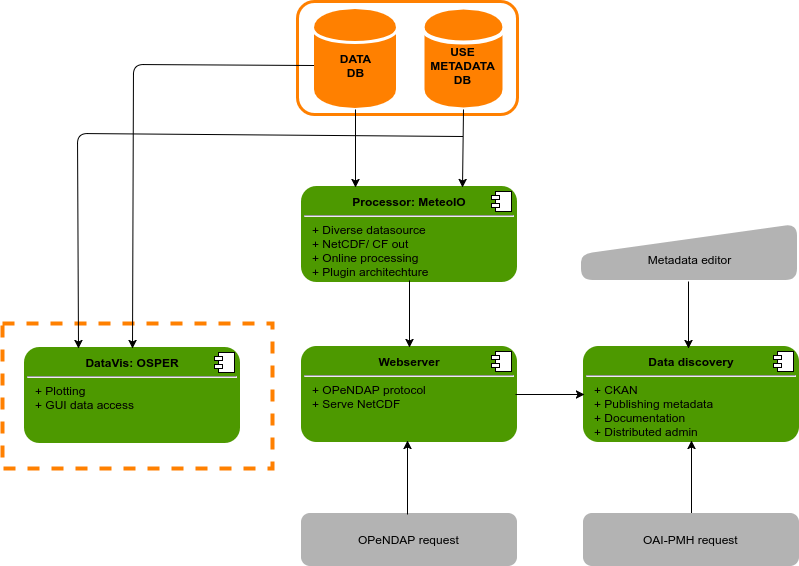 DATA
DB
USE
METADATA
DB
Processor: MeteoIO
+ Diverse datasource
+ NetCDF/ CF out
+ Online processing
+ Plugin architechture
Metadata editor
DataVis: OSPER
+ Plotting
+ GUI data access
Webserver
+ OPeNDAP protocol
+ Serve NetCDF
Data discovery
+ CKAN
+ Publishing metadata
+ Documentation
+ Distributed admin
OPeNDAP request
OAI-PMH request